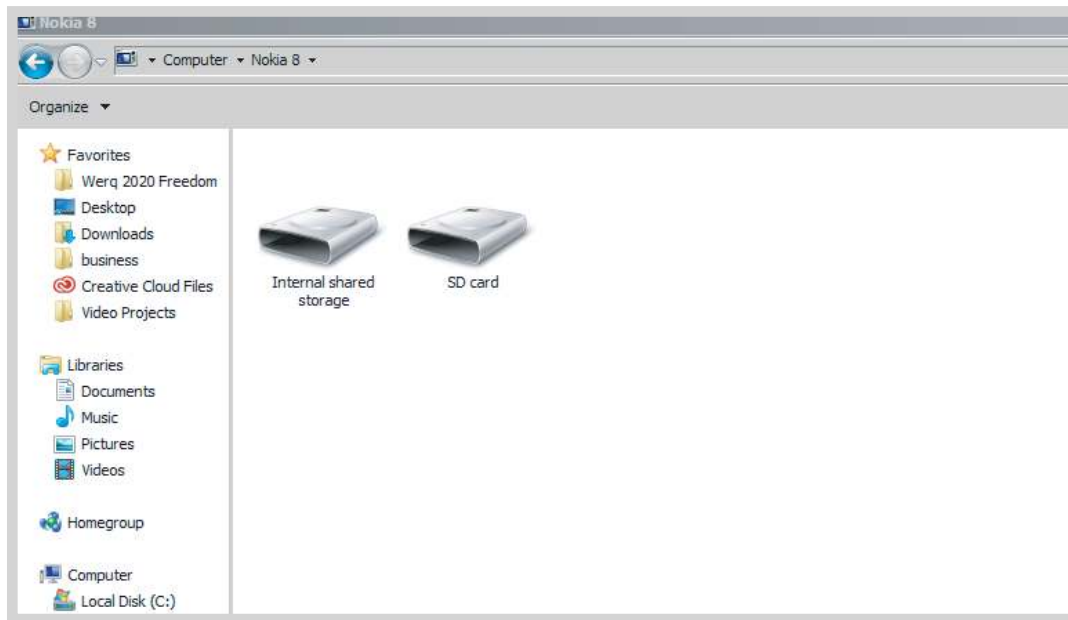 Nokia 8
Computer Nokia 8
Organize
Favorites
Werq 2020 Freedom
Desktop
Downloads
business
Creative Cloud Files
Video Projects
Libraries
Documents
Music
Pictures
Videos
Homegroup
Computer
Local Disk (C:)
Internal shared
storage
SD card